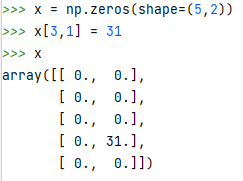 >>> x = np.zeros(shape=(5,2))
>>> x[3,1] = 31
>>> x
array([[ 0.,  0.],
       [ 0.,  0.],
       [ 0.,  0.],
       [ 0., 31.],
       [ 0.,  0.]])